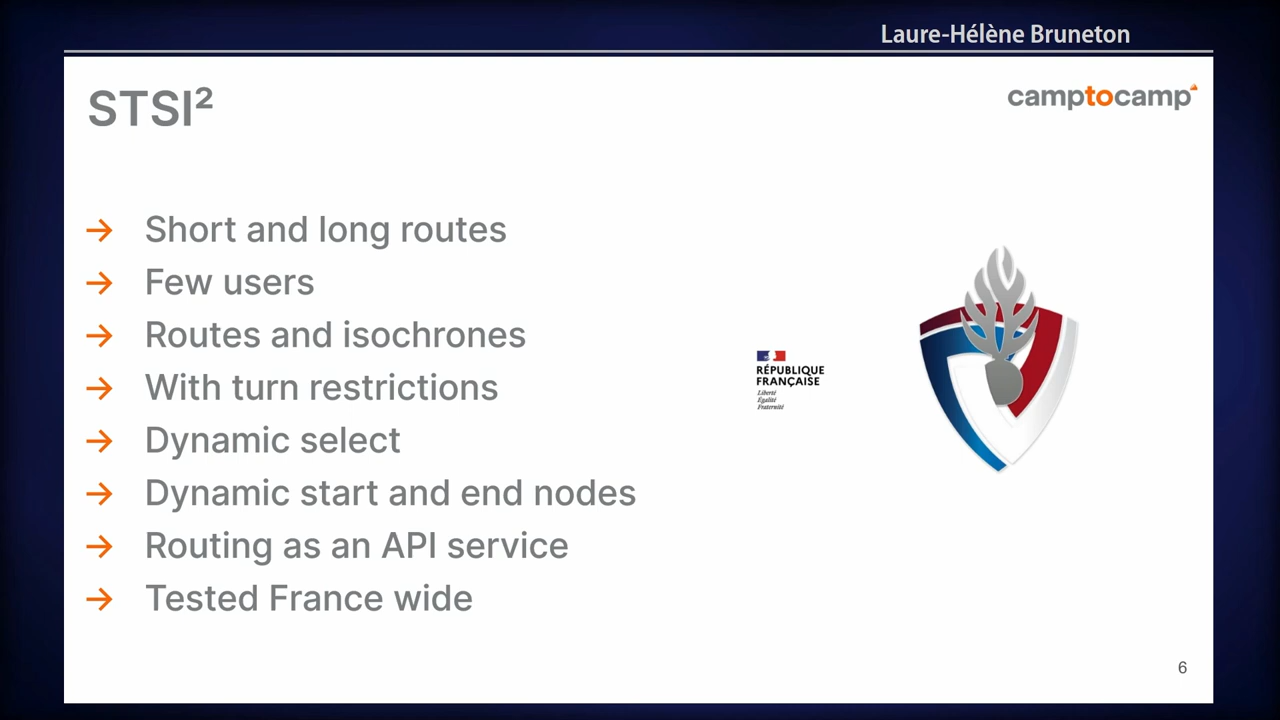 Laure-Hélène Bruneton
STSI²
camptocamp
→ Short and long routes
→ Few users
→ Routes and isochrones
→ With turn restrictions
→ Dynamic select
→ Dynamic start and end nodes
→ Routing as an API service
→ Tested France wide
RÉPUBLIQUE
FRANÇAISE
Liberté
Égalité
Fraternité
6